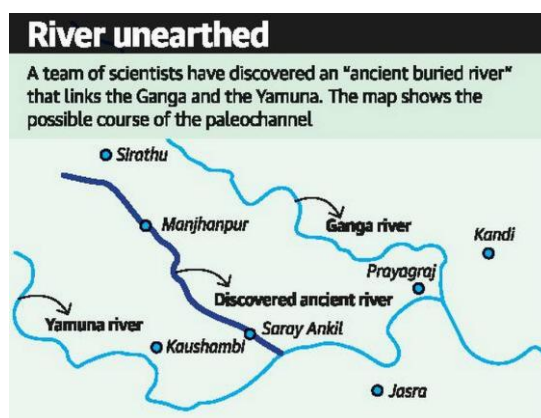 River unearthed
A team of scientists have discovered an "ancient buried river"
that links the Ganga and the Yamuna. The map shows the
possible course of the paleochannel
Sirathu
Manjhanpur
Ganga river
Kandi
Prayagraj
Discovered ancient river
Yamuna river
Saray Ankil
Kaushambi
Jasra